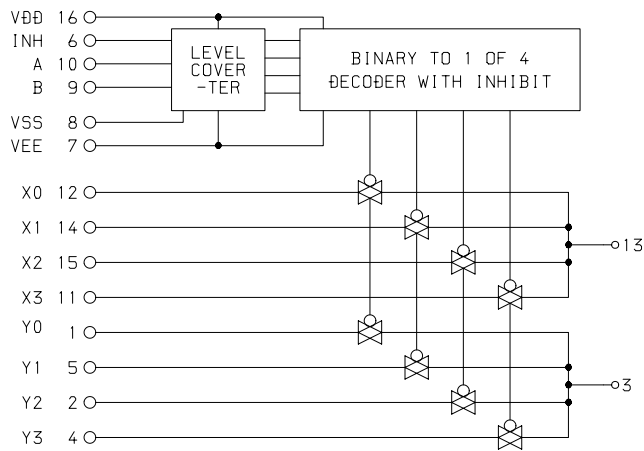 VDD 16
INH 6
A 10
B 9
VSS 8
VEE 7
LEVEL
COVER
-TER
BINARY TO 1 OF 4
DECODER WITH INHIBIT
X0 12
X1 14
X2 15
X3 11
13
Y0 1
Y1 5
Y2 2
Y3 4
3